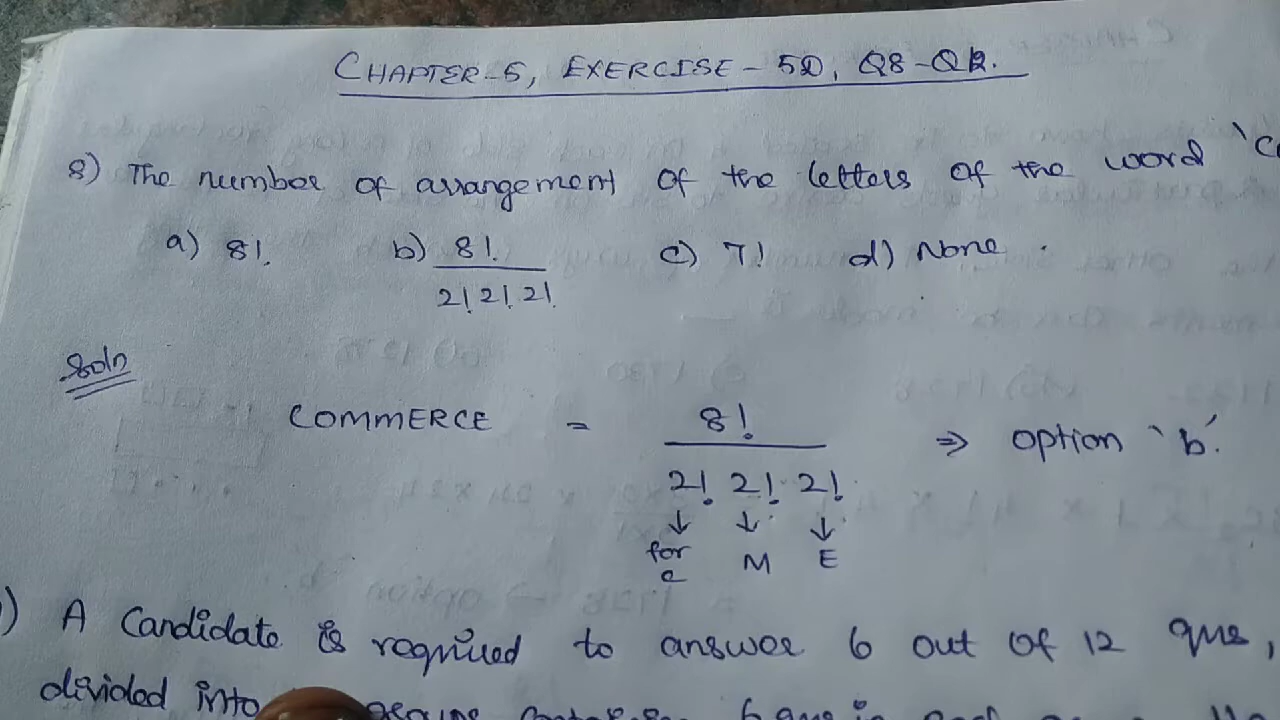 CHAPTER-5, EXERCISE - 5D, Q8-Q12.
8) The number of arrangement of the letters of the word 'Co
a) 8! b) 8! / 2! 2! 2! c) 7! d) None.
Soln
COMMERCE = 8! / 2! 2! 2! ⇒ option 'b'.
↓ ↓ ↓
for c M E
) A candidate is required to answer 6 out of 12 ques,
divided into